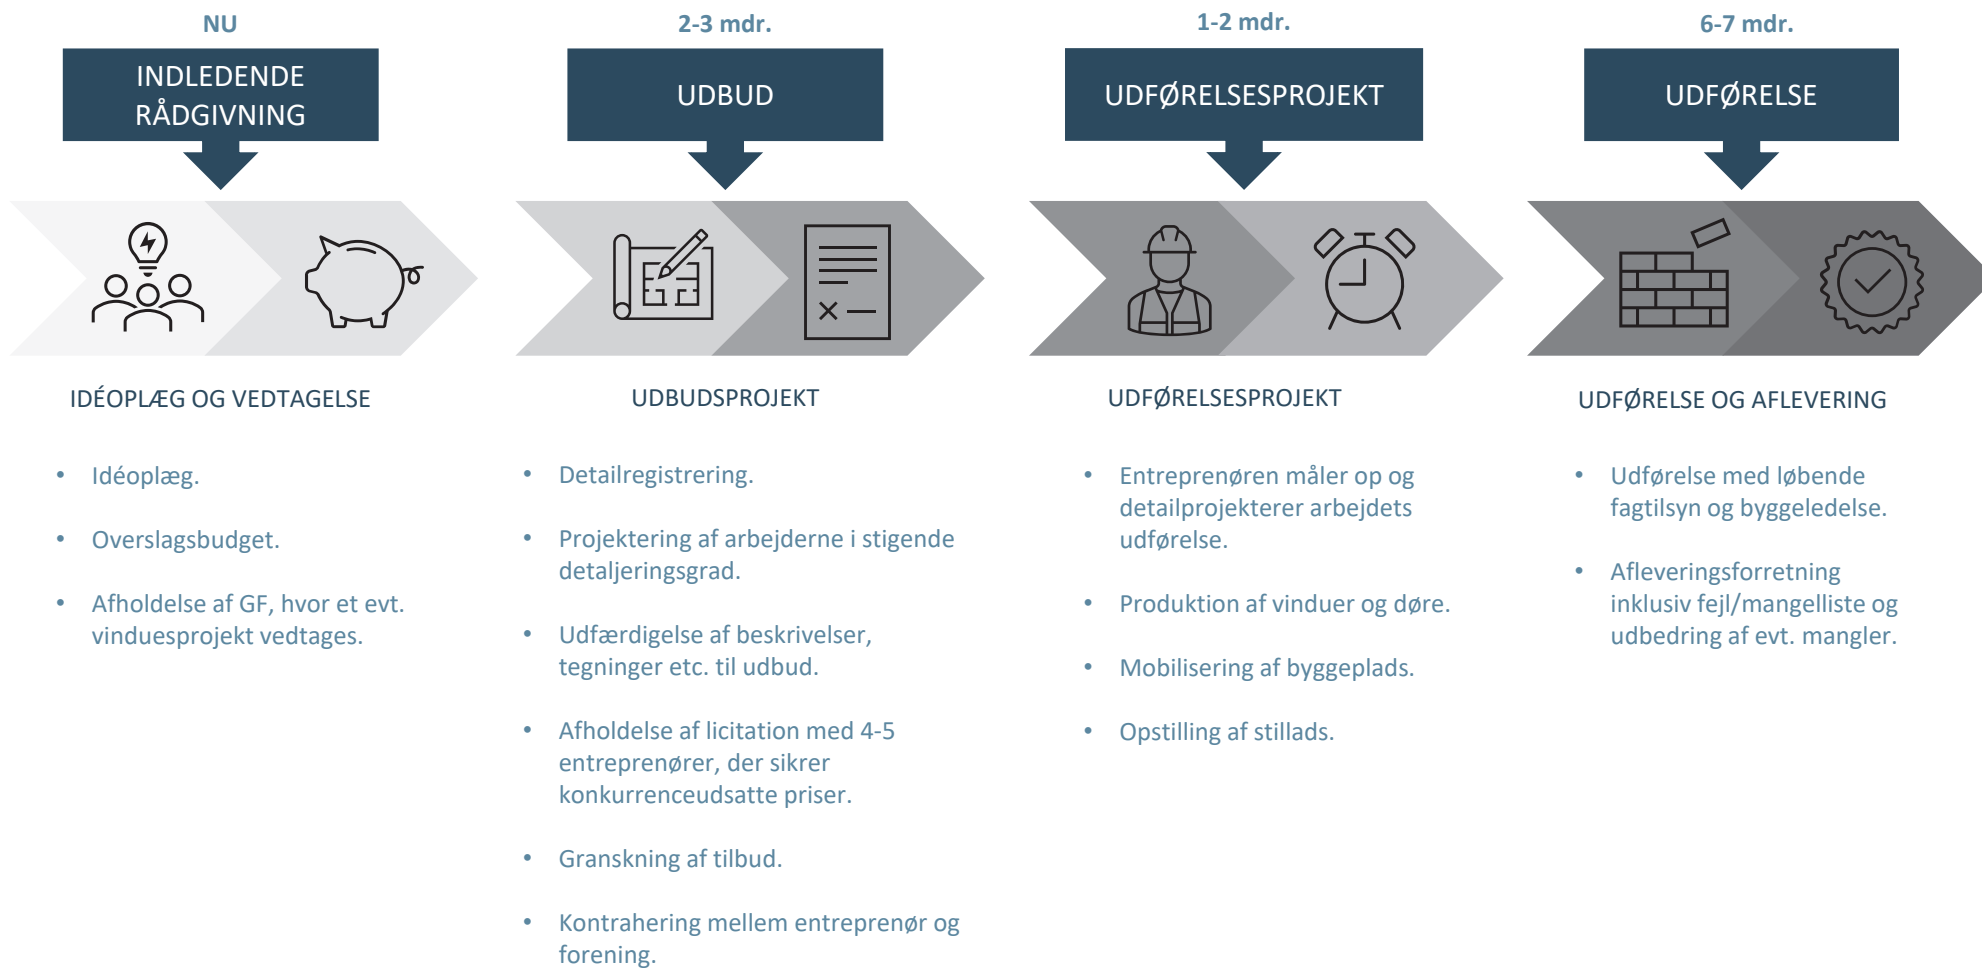 NU
INDLEDENDE
RÅDGIVNING
IDÉOPLÆG OG VEDTAGELSE
• Idéoplæg.
• Overslagsbudget.
• Afholdelse af GF, hvor et evt.
vinduesprojekt vedtages.
2-3 mdr.
UDBUD
UDBUDSPROJEKT
• Detailregistrering.
• Projektering af arbejderne i stigende
detaljeringsgrad.
• Udfærdigelse af beskrivelser,
tegninger etc. til udbud.
• Afholdelse af licitation med 4-5
entreprenører, der sikrer
konkurrenceudsatte priser.
• Granskning af tilbud.
• Kontrahering mellem entreprenør og
forening.
1-2 mdr.
UDFØRELSESPROJEKT
UDFØRELSESPROJEKT
• Entreprenøren måler op og
detailprojekterer arbejdets
udførelse.
• Produktion af vinduer og døre.
• Mobilisering af byggeplads.
• Opstilling af stillads.
6-7 mdr.
UDFØRELSE
UDFØRELSE OG AFLEVERING
• Udførelse med løbende
fagtilsyn og byggeledelse.
• Afleveringsforretning
inklusiv fejl/mangelliste og
udbedring af evt. mangler.